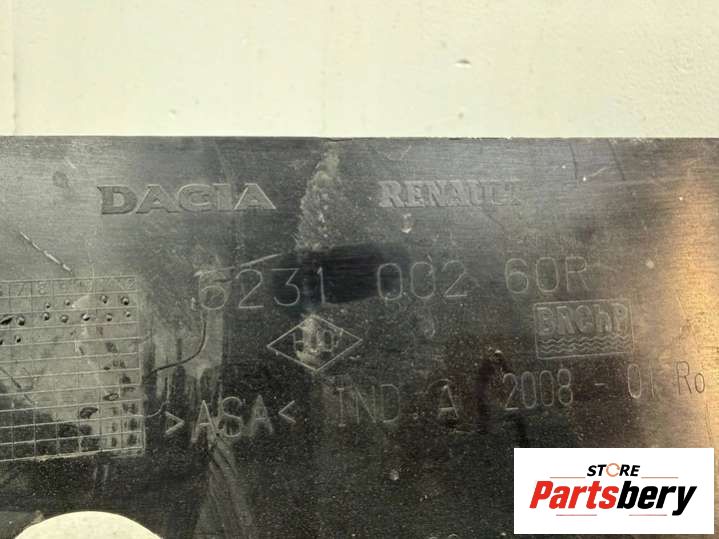 DACIA RENAULT
6231 002 60R
BRChP
>ASA< IND A 2008 - 01 Ro
STORE
Partsbery